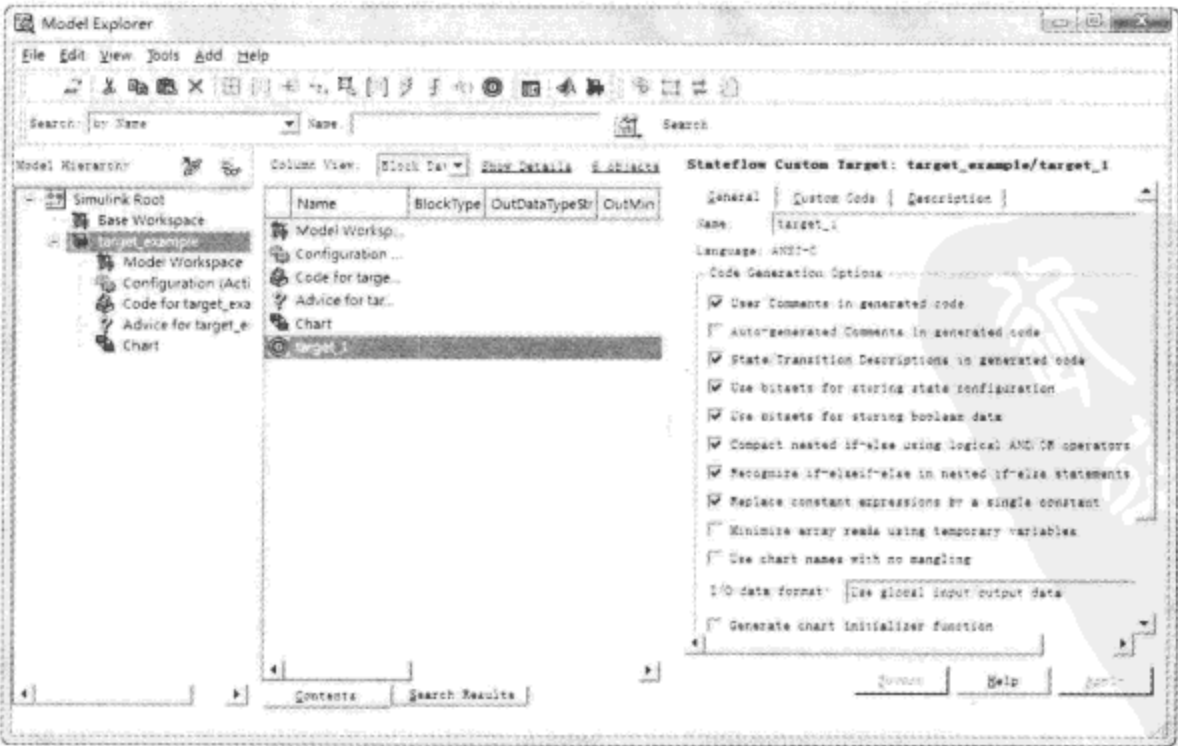 Model Explorer
File Edit View Tools Add Help
Search: by Name Name: Search
Model Hierarchy
Simulink Root
Base Workspace
target_example
Model Workspace
Configuration (Acti
Code for target_exa
Advice for target_e
Chart
Column View: Block Da Show Details 6 objects
Name BlockType OutDataTypeStr OutMin
Model Worksp...
Configuration ...
Code for targe...
Advice for tar...
Chart
target_1
Contents Search Results
Stateflow Custom Target: target_example/target_1
General Custom Code Description
Name: target_1
Language: ANSI-C
Code Generation Options
User Comments in generated code
Auto-generated Comments in generated code
State/Transition Descriptions in generated code
Use bitsets for storing state configuration
Use bitsets for storing boolean data
Compact nested if-else using logical AND/OR operators
Recognize if-elseif-else in nested if-else statements
Replace constant expressions by a single constant
Minimize array reads using temporary variables
Use chart names with no mangling
I/O data format: Use global input/output data
Generate chart initializer function
Help Apply